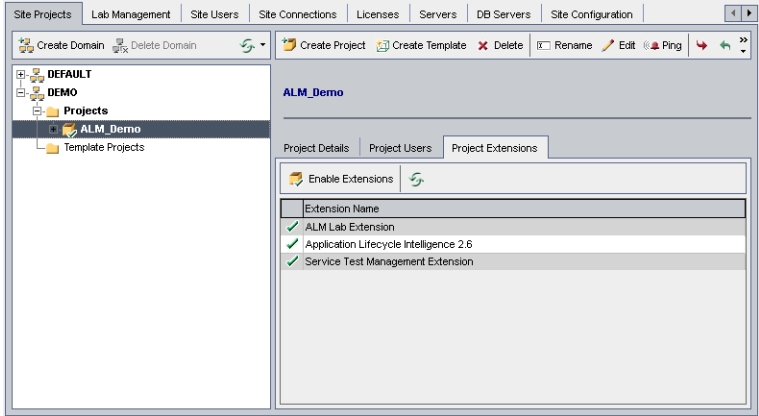 Site Projects Lab Management Site Users Site Connections Licenses Servers DB Servers Site Configuration
Create Domain Delete Domain
Create Project Create Template Delete Rename Edit Ping
DEFAULT
DEMO
Projects
ALM_Demo
Template Projects
ALM_Demo
Project Details Project Users Project Extensions
Enable Extensions
Extension Name
ALM Lab Extension
Application Lifecycle Intelligence 2.6
Service Test Management Extension